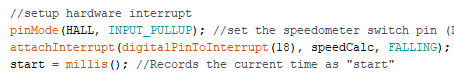 //setup hardware interrupt
pinMode(HALL, INPUT_PULLUP); //set the speedometer switch pin (
attachInterrupt(digitalPinToInterrupt(18), speedCalc, FALLING);
start = millis(); //Records the current time as "start"